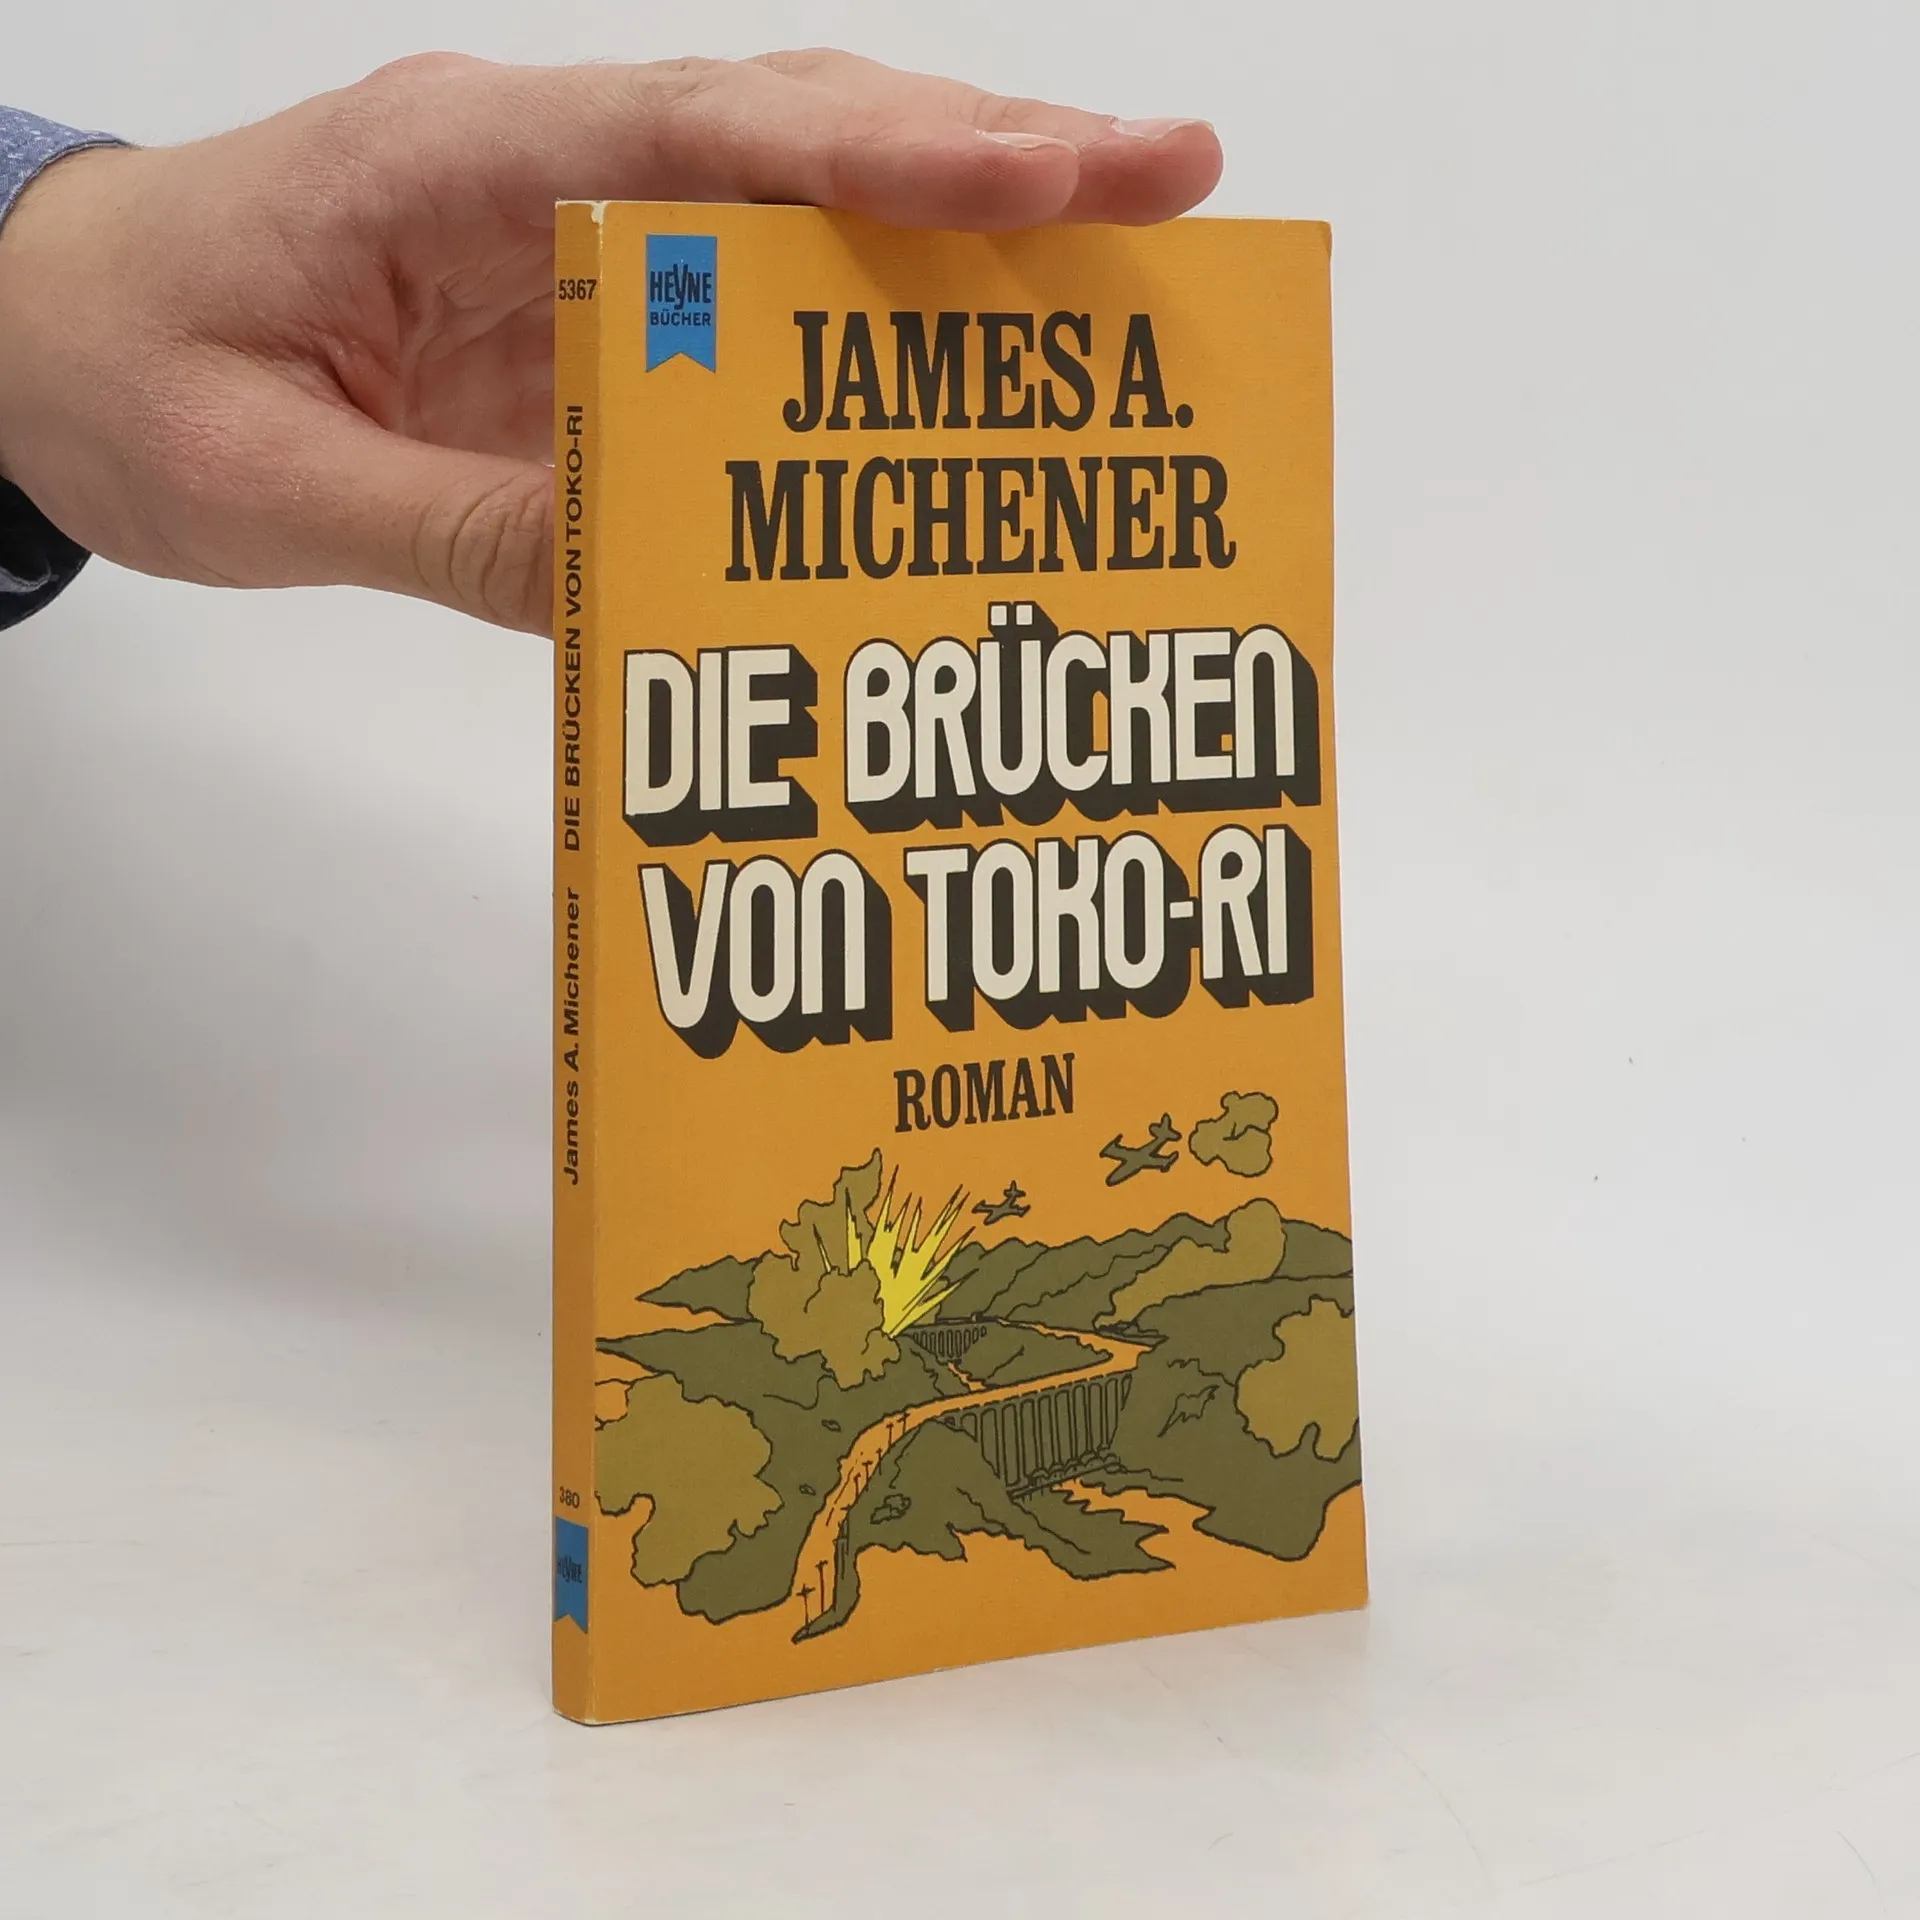 5367
James A. Michener DIE BRÜCKEN VON TOKO-RI
380
HEYNE
HEYNE
BÜCHER
JAMES A.
MICHENER
DIE BRÜCKEN
VON TOKO-RI
ROMAN